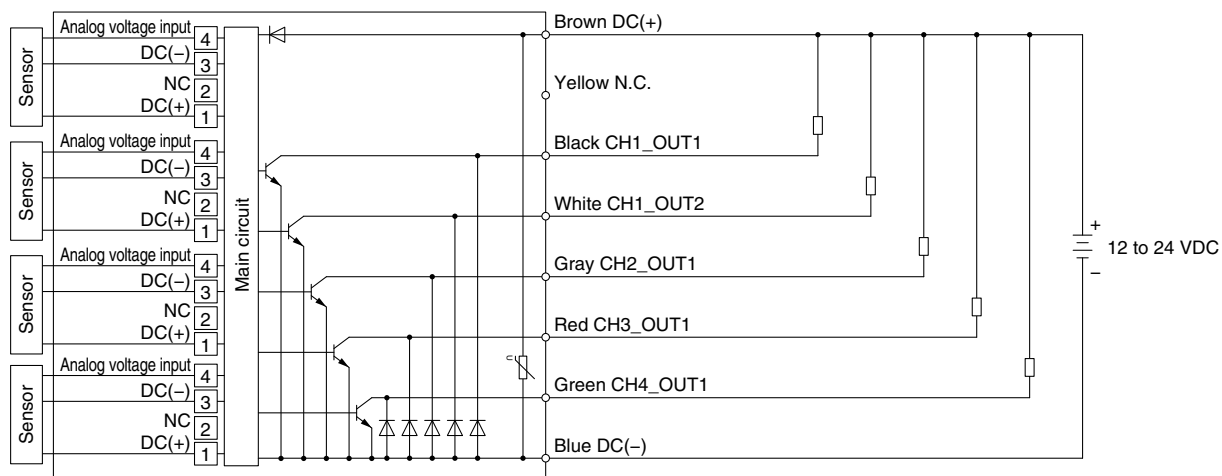 Sensor
Analog voltage input 4
DC(−) 3
NC 2
DC(+) 1
Sensor
Analog voltage input 4
DC(−) 3
NC 2
DC(+) 1
Sensor
Analog voltage input 4
DC(−) 3
NC 2
DC(+) 1
Sensor
Analog voltage input 4
DC(−) 3
NC 2
DC(+) 1
Main circuit
Brown DC(+)
Yellow N.C.
Black CH1_OUT1
White CH1_OUT2
Gray CH2_OUT1
Red CH3_OUT1
Green CH4_OUT1
Blue DC(−)
+
12 to 24 VDC
−